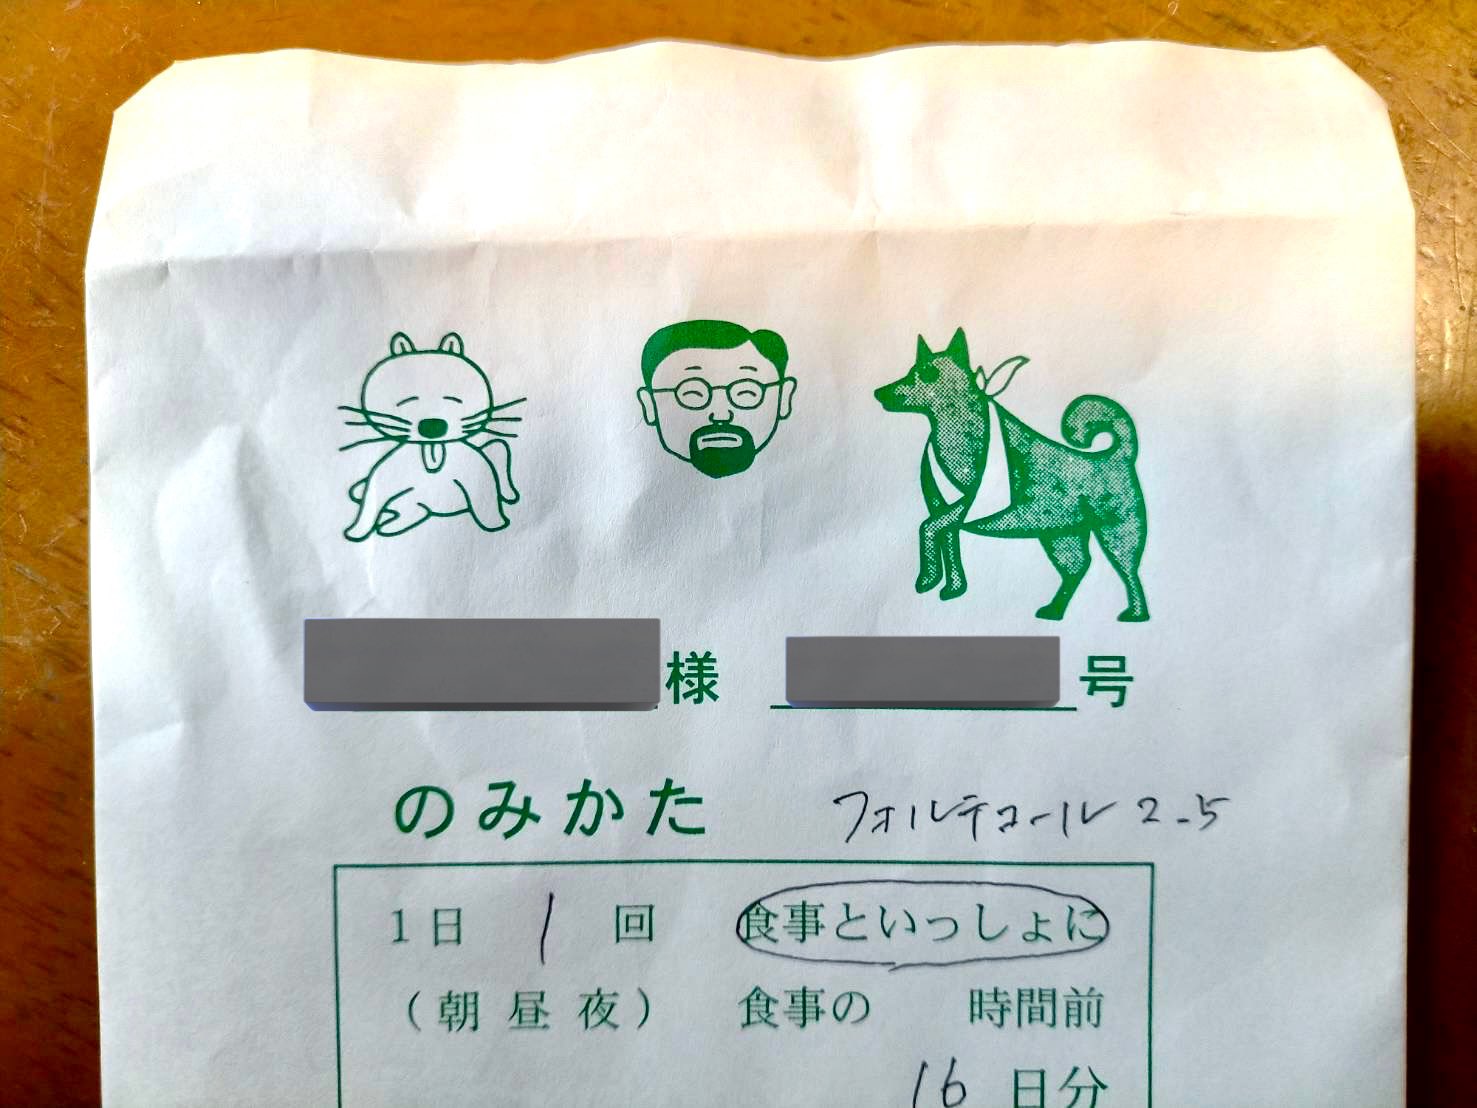 様 号
のみかた フォルテコール 2.5
1日 1 回 食事といっしょに
(朝 昼 夜) 食事の 時間前
16 日分